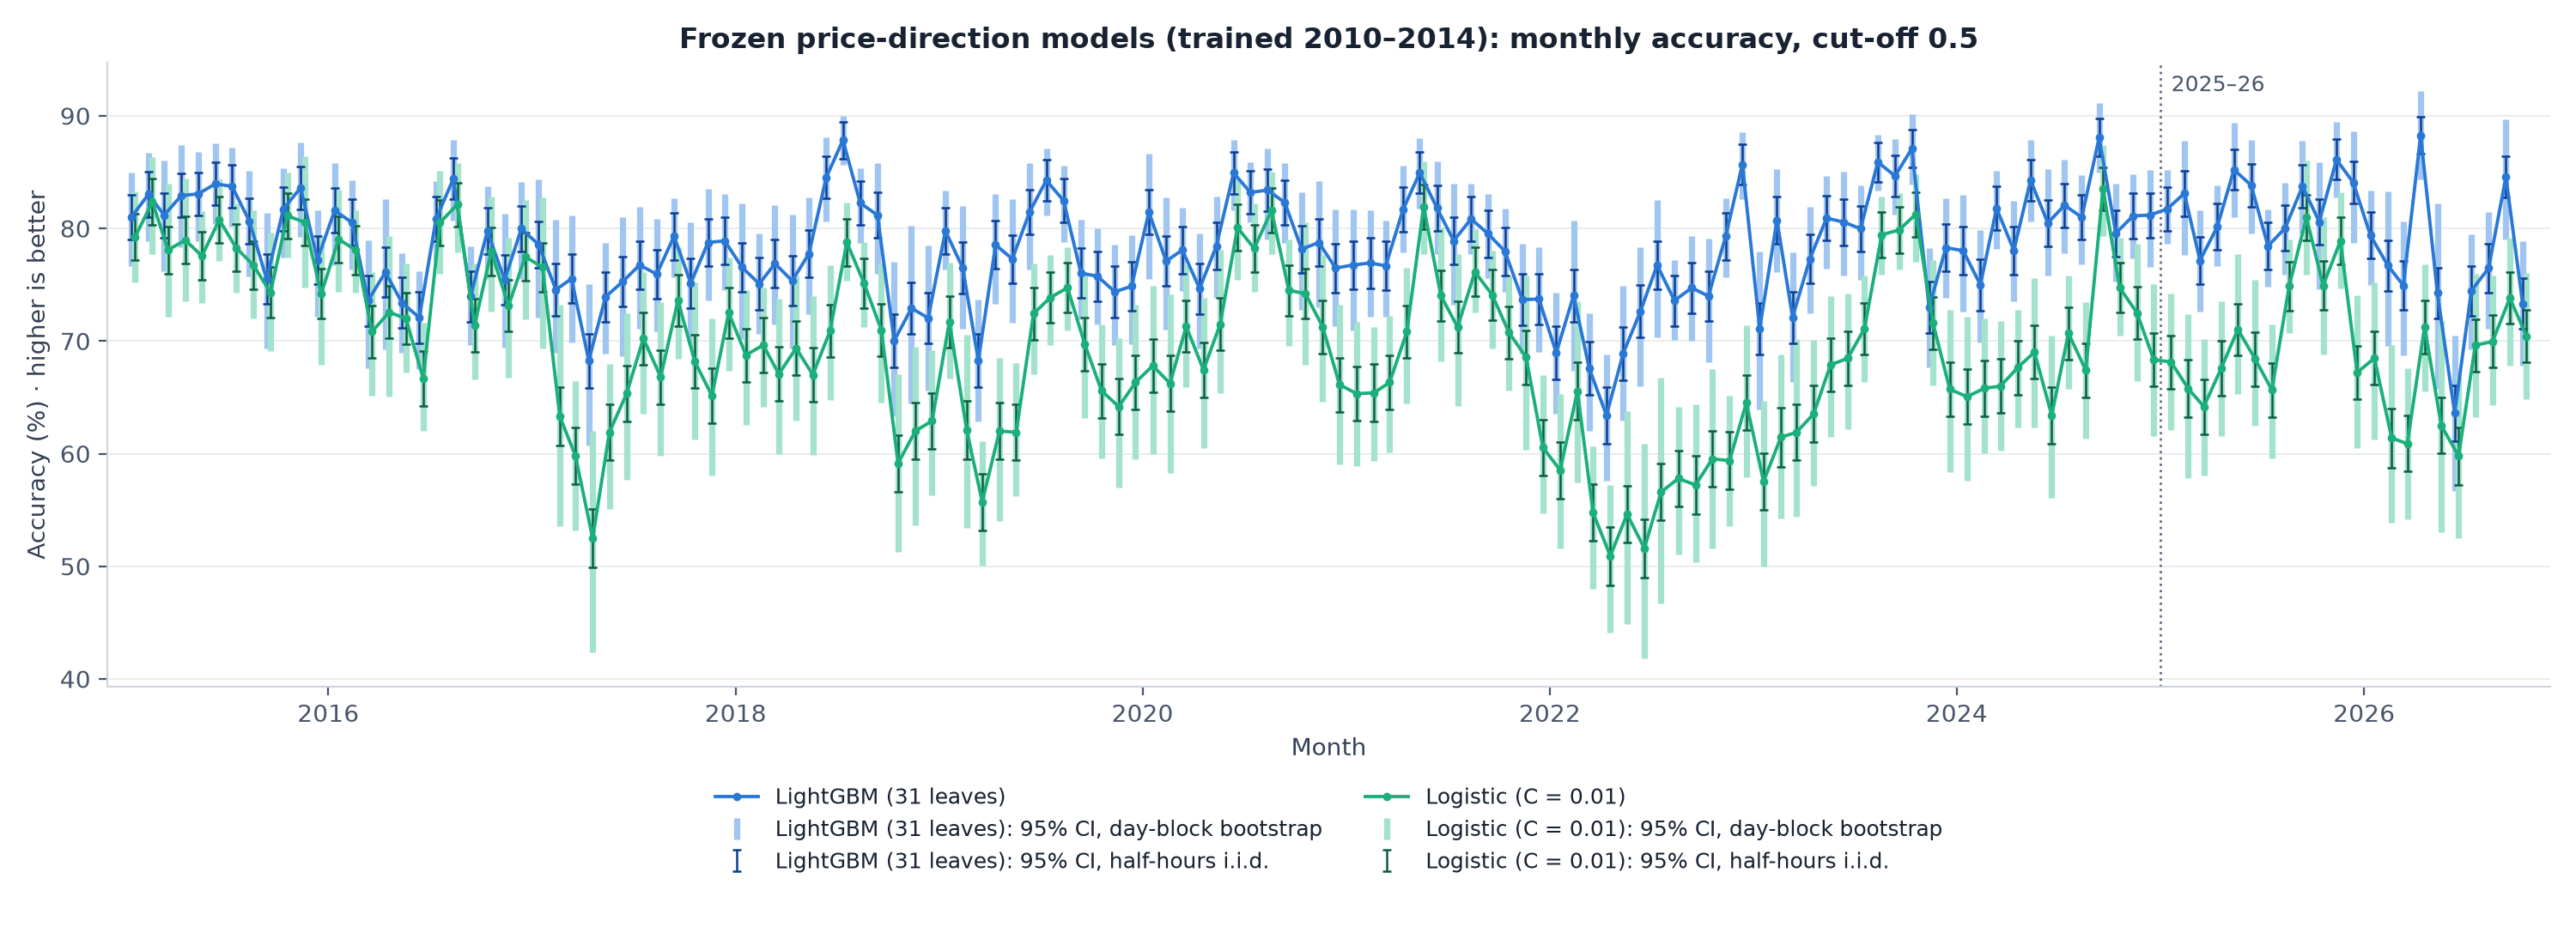 Frozen price-direction models (trained 2010–2014): monthly accuracy, cut-off 0.5
2025–26
Accuracy (%) · higher is better
90
80
70
60
50
40
2016
2018
2020
2022
2024
2026
Month
LightGBM (31 leaves)
LightGBM (31 leaves): 95% CI, day-block bootstrap
LightGBM (31 leaves): 95% CI, half-hours i.i.d.
Logistic (C = 0.01)
Logistic (C = 0.01): 95% CI, day-block bootstrap
Logistic (C = 0.01): 95% CI, half-hours i.i.d.